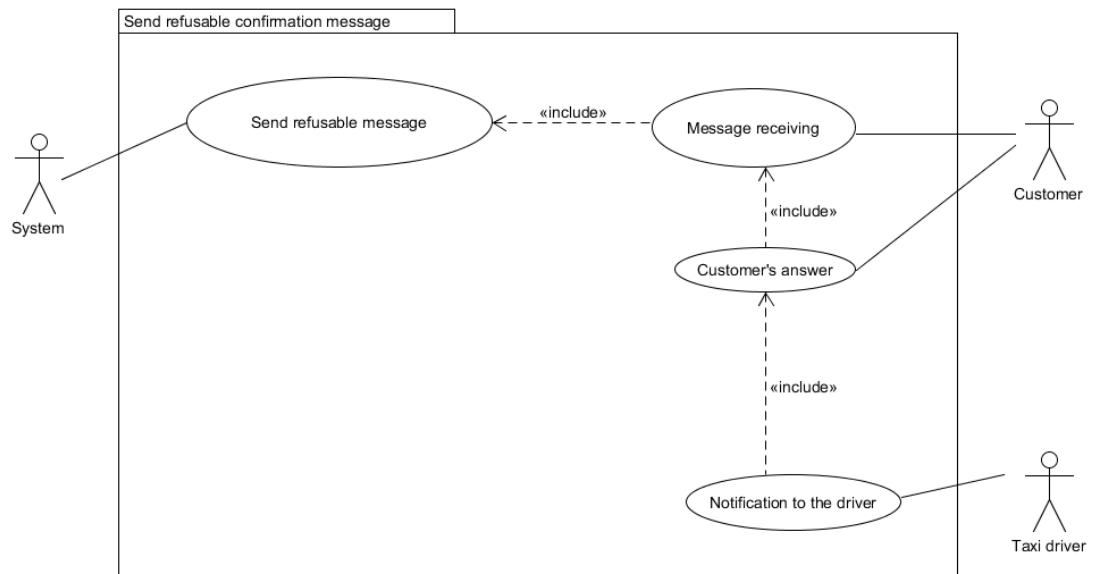 Send refusable confirmation message
Send refusable message
«include»
Message receiving
System
Customer
«include»
Customer's answer
«include»
Notification to the driver
Taxi driver